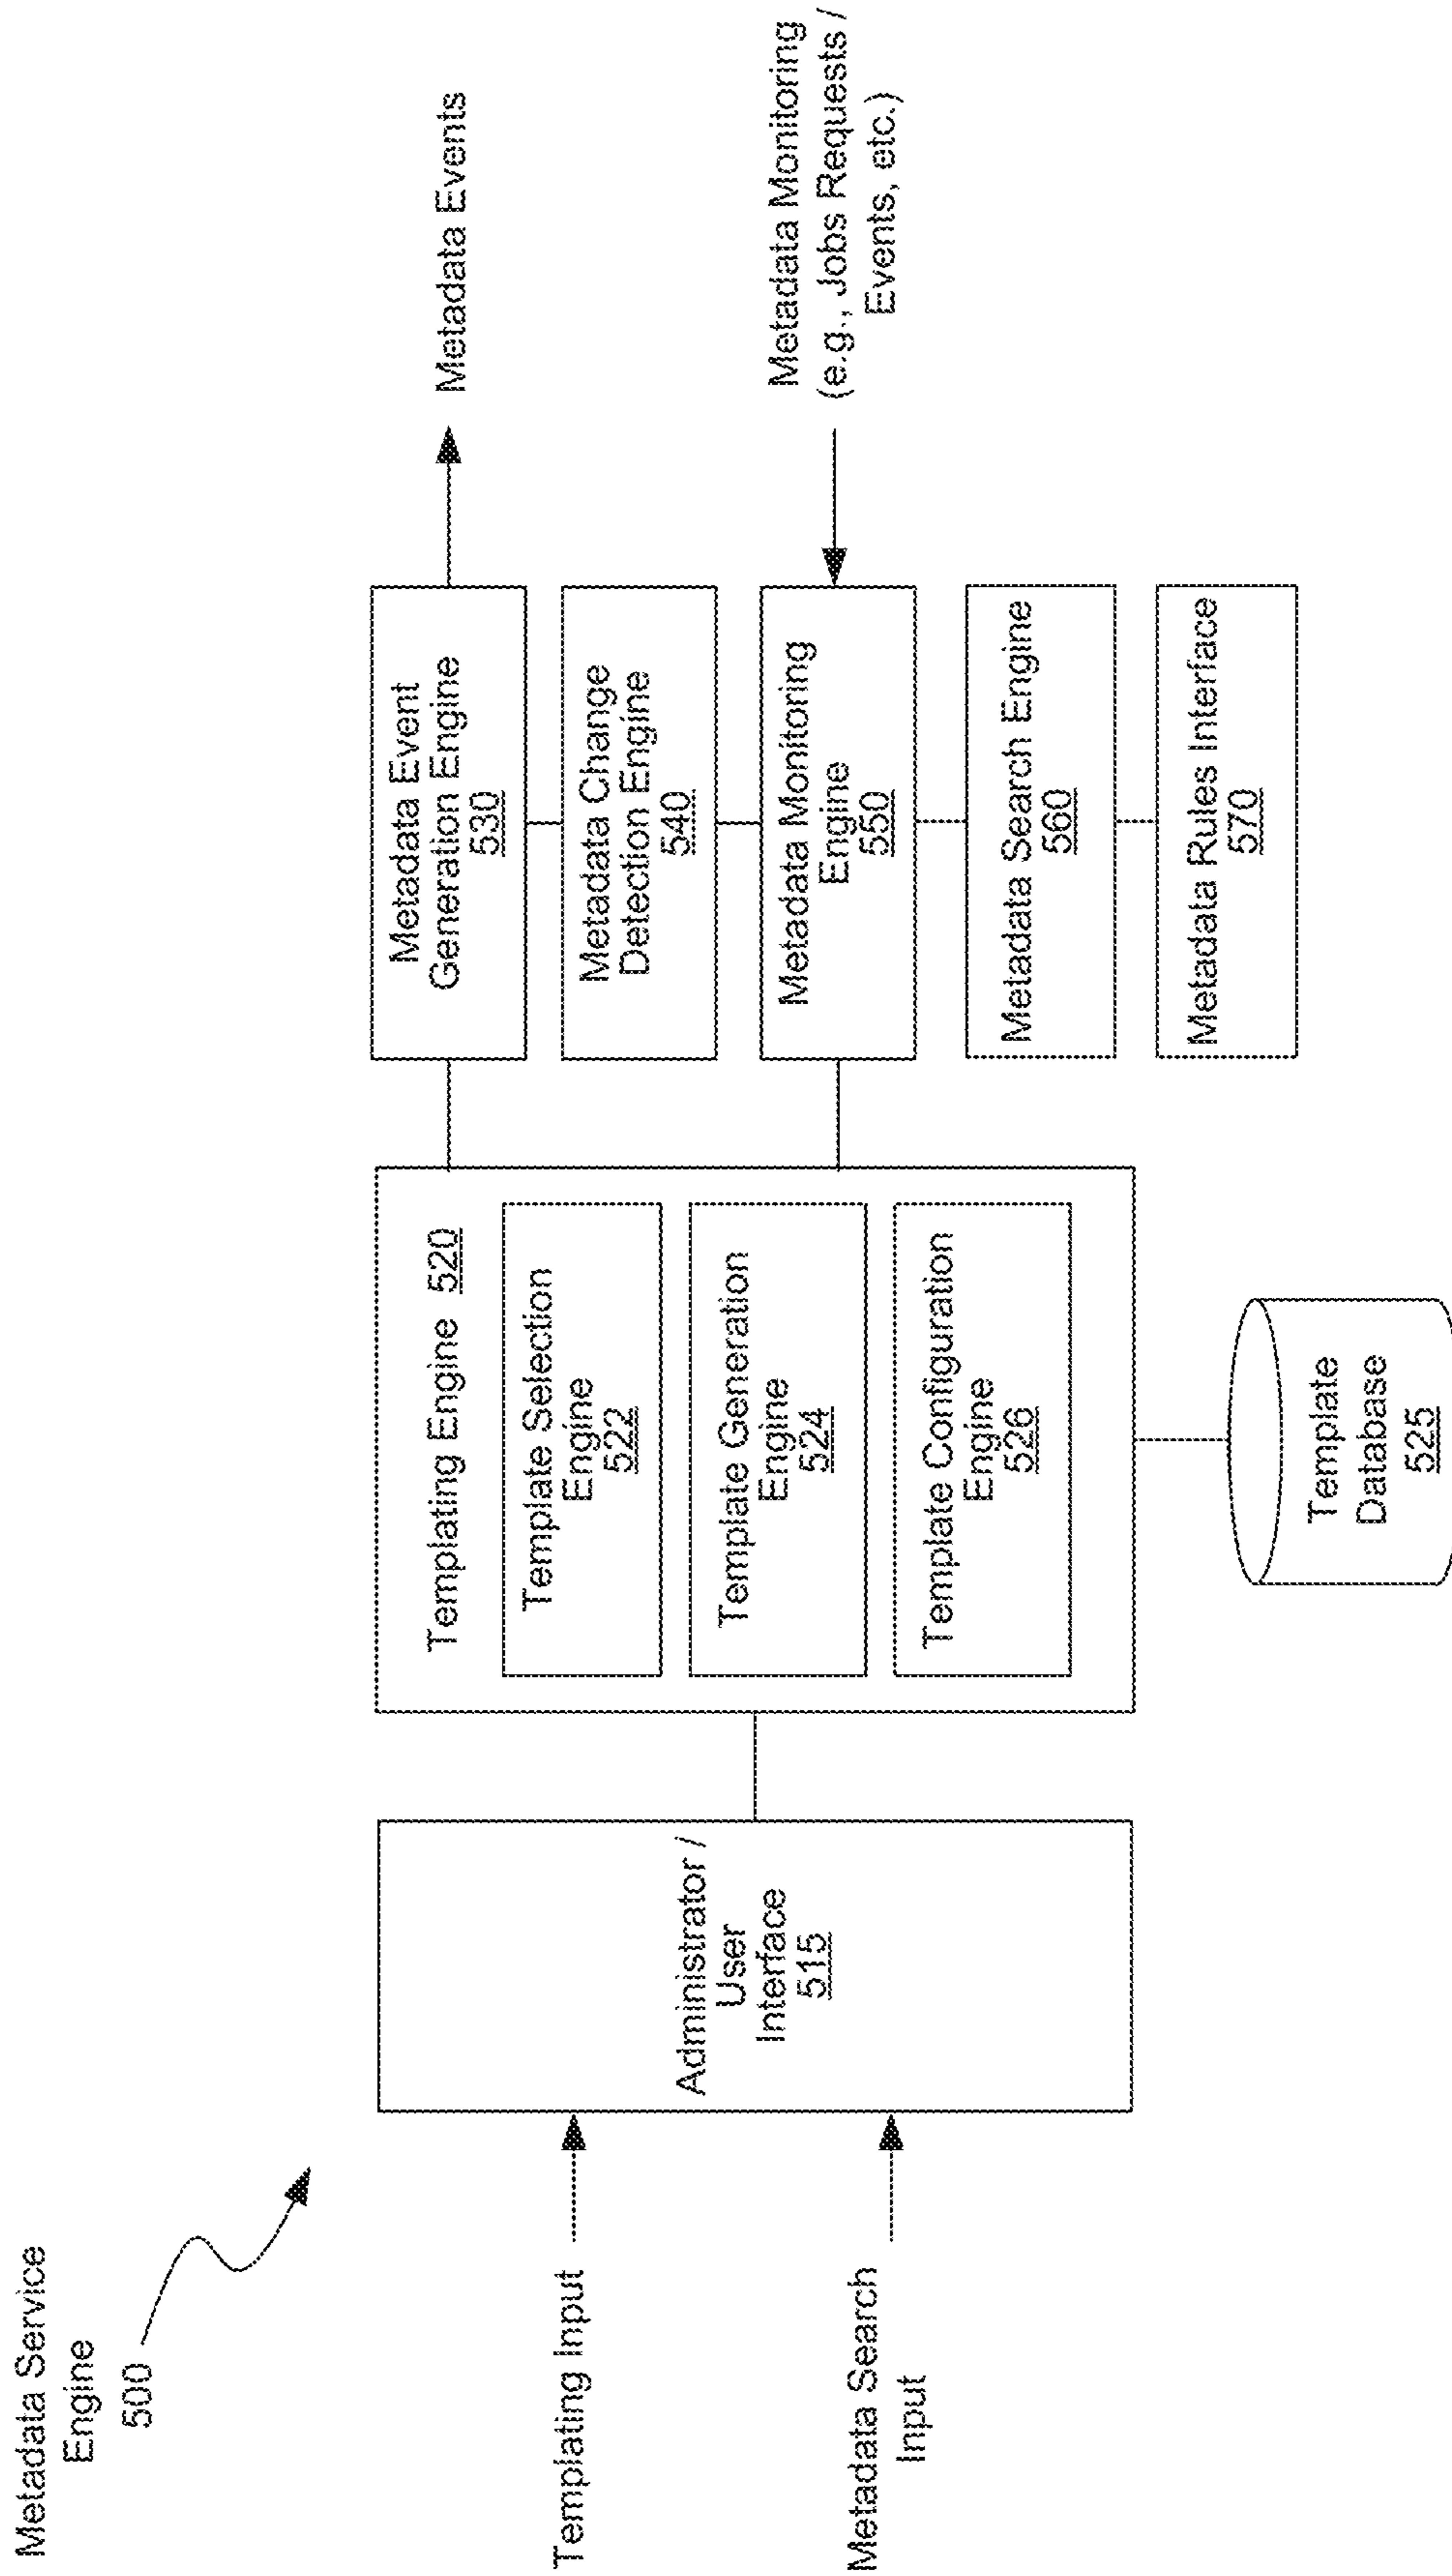 Metadata Service
Engine
500
Templating Input
Metadata Search
Input
Administrator /
User
Interface
515
Templating Engine 520
Template Selection
Engine
522
Template Generation
Engine
524
Template Configuration
Engine
526
Template
Database
525
Metadata Event
Generation Engine
530
Metadata Change
Detection Engine
540
Metadata Monitoring
Engine
550
Metadata Search Engine
560
Metadata Rules Interface
570
Metadata Events
Metadata Monitoring
(e.g., Jobs Requests /
Events, etc.)